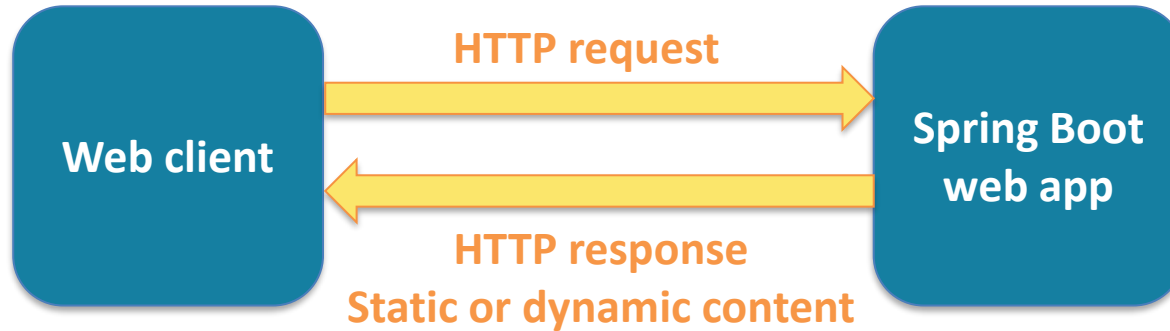 Web client
HTTP request
HTTP response
Static or dynamic content
Spring Boot
web app